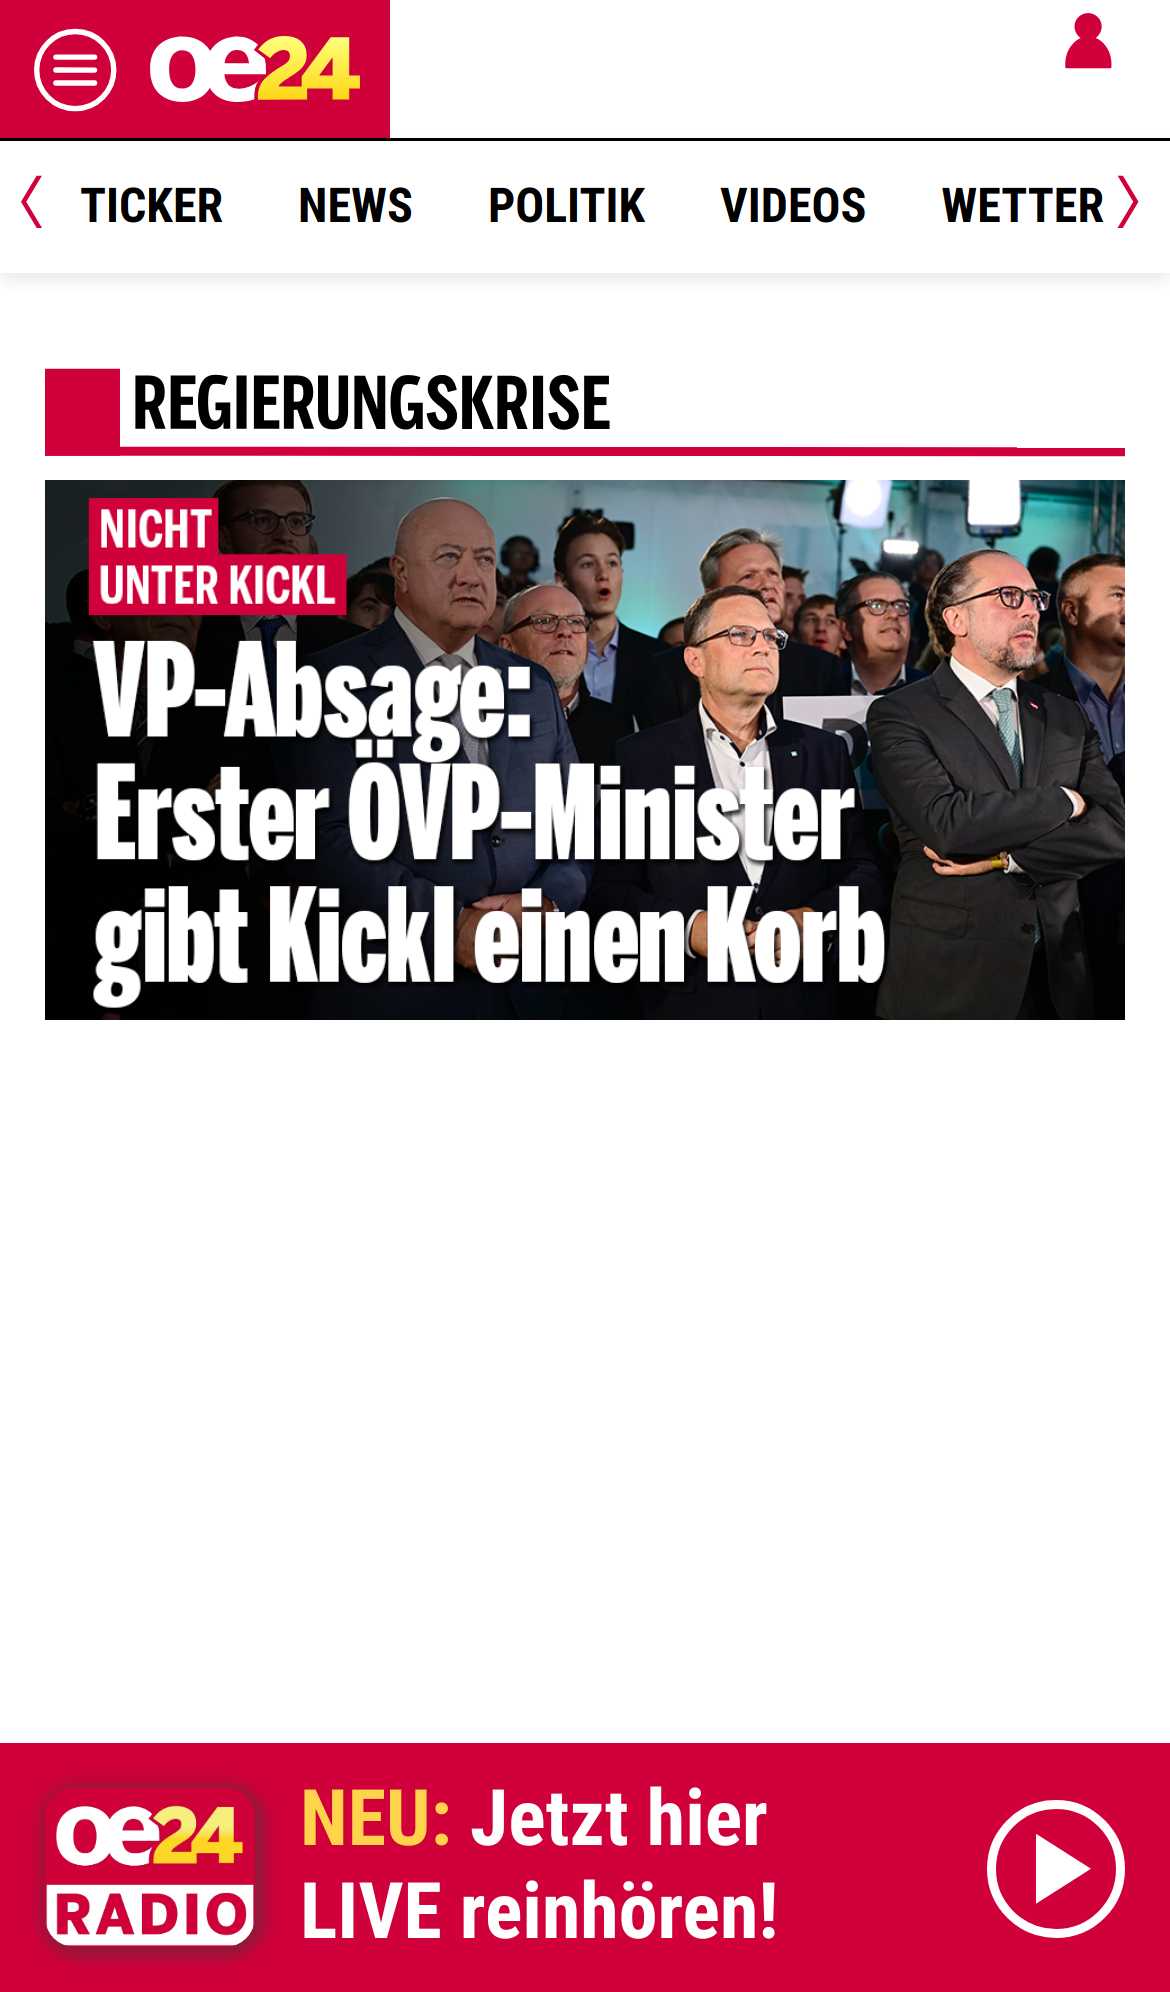 oe24
TICKER NEWS POLITIK VIDEOS WETTER
REGIERUNGSKRISE
NICHT
UNTER KICKL
VP-Absage:
Erster ÖVP-Minister
gibt Kickl einen Korb
oe24
RADIO
NEU: Jetzt hier
LIVE reinhören!